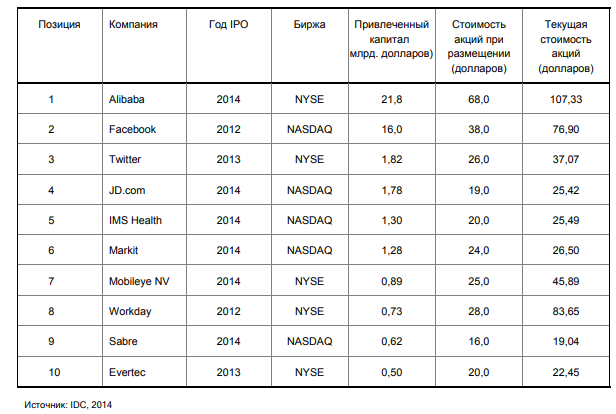 Позиция Компания Год IPO Биржа Привлеченный Стоимость Текущая
капитал акций при стоимость
млрд. долларов) размещении акций
(долларов) (долларов)
1 Alibaba 2014 NYSE 21,8 68,0 107,33
2 Facebook 2012 NASDAQ 16,0 38,0 76,90
3 Twitter 2013 NYSE 1,82 26,0 37,07
4 JD.com 2014 NASDAQ 1,78 19,0 25,42
5 IMS Health 2014 NASDAQ 1,30 20,0 25,49
6 Markit 2014 NASDAQ 1,28 24,0 26,50
7 Mobileye NV 2014 NYSE 0,89 25,0 45,89
8 Workday 2012 NYSE 0,73 28,0 83,65
9 Sabre 2014 NASDAQ 0,62 16,0 19,04
10 Evertec 2013 NYSE 0,50 20,0 22,45
Источник: IDC, 2014